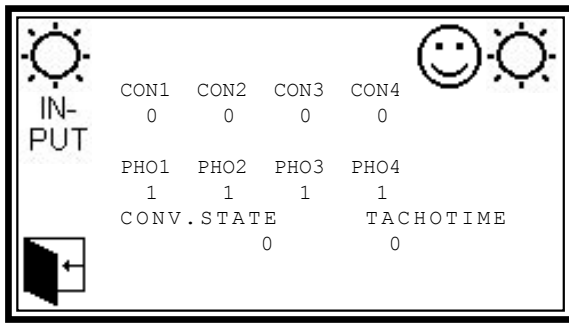 CON1 CON2 CON3 CON4
0 0 0 0
IN-
PUT
PHO1 PHO2 PHO3 PHO4
1 1 1 1
CONV.STATE TACHOTIME
0 0